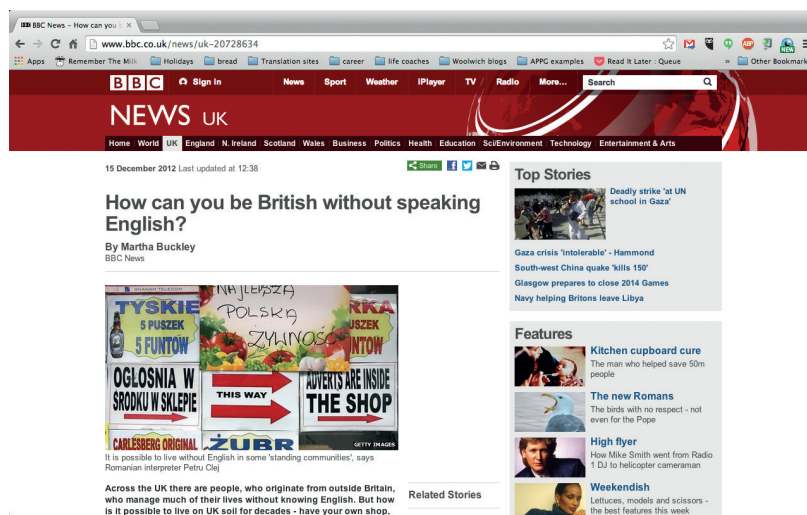 BBC News - How can you b
www.bbc.co.uk/news/uk-20728634
Apps Remember The Milk Holidays bread Translation sites career life coaches Woolwich blogs APPG examples Read It Later: Queue » Other Bookmark
BBC Sign in News Sport Weather iPlayer TV Radio More... Search
NEWS UK
Home World UK England N. Ireland Scotland Wales Business Politics Health Education Sci/Environment Technology Entertainment & Arts
15 December 2012 Last updated at 12:38
Share
How can you be British without speaking
English?
By Martha Buckley
BBC News
SHANAH TELECOM
TYSKIE
5 PUSZEK
5 FUNTÓW
NAJLEPSZA
POLSKA
ŻYWNOŚĆ
RKA
USZEK
NTÓW
OGLOSNIA W
SRODKU W SKLEPIE
THIS WAY
ADVERTS ARE INSIDE
THE SHOP
CARLESBERG ORIGINAL
ŻUBR
GETTY IMAGES
It is possible to live without English in some 'standing communities', says
Romanian interpreter Petru Clej
Across the UK there are people, who originate from outside Britain,
who manage much of their lives without knowing English. But how
is it possible to live on UK soil for decades - have your own shop,
Related Stories
Top Stories
Deadly strike 'at UN
school in Gaza'
Gaza crisis 'intolerable' - Hammond
South-west China quake 'kills 150'
Glasgow prepares to close 2014 Games
Navy helping Britons leave Libya
Features
Kitchen cupboard cure
The man who helped save 50m
people
The new Romans
The birds with no respect - not
even for the Pope
High flyer
How Mike Smith went from Radio
1 DJ to helicopter cameraman
Weekendish
Lettuces, models and scissors -
the best features this week